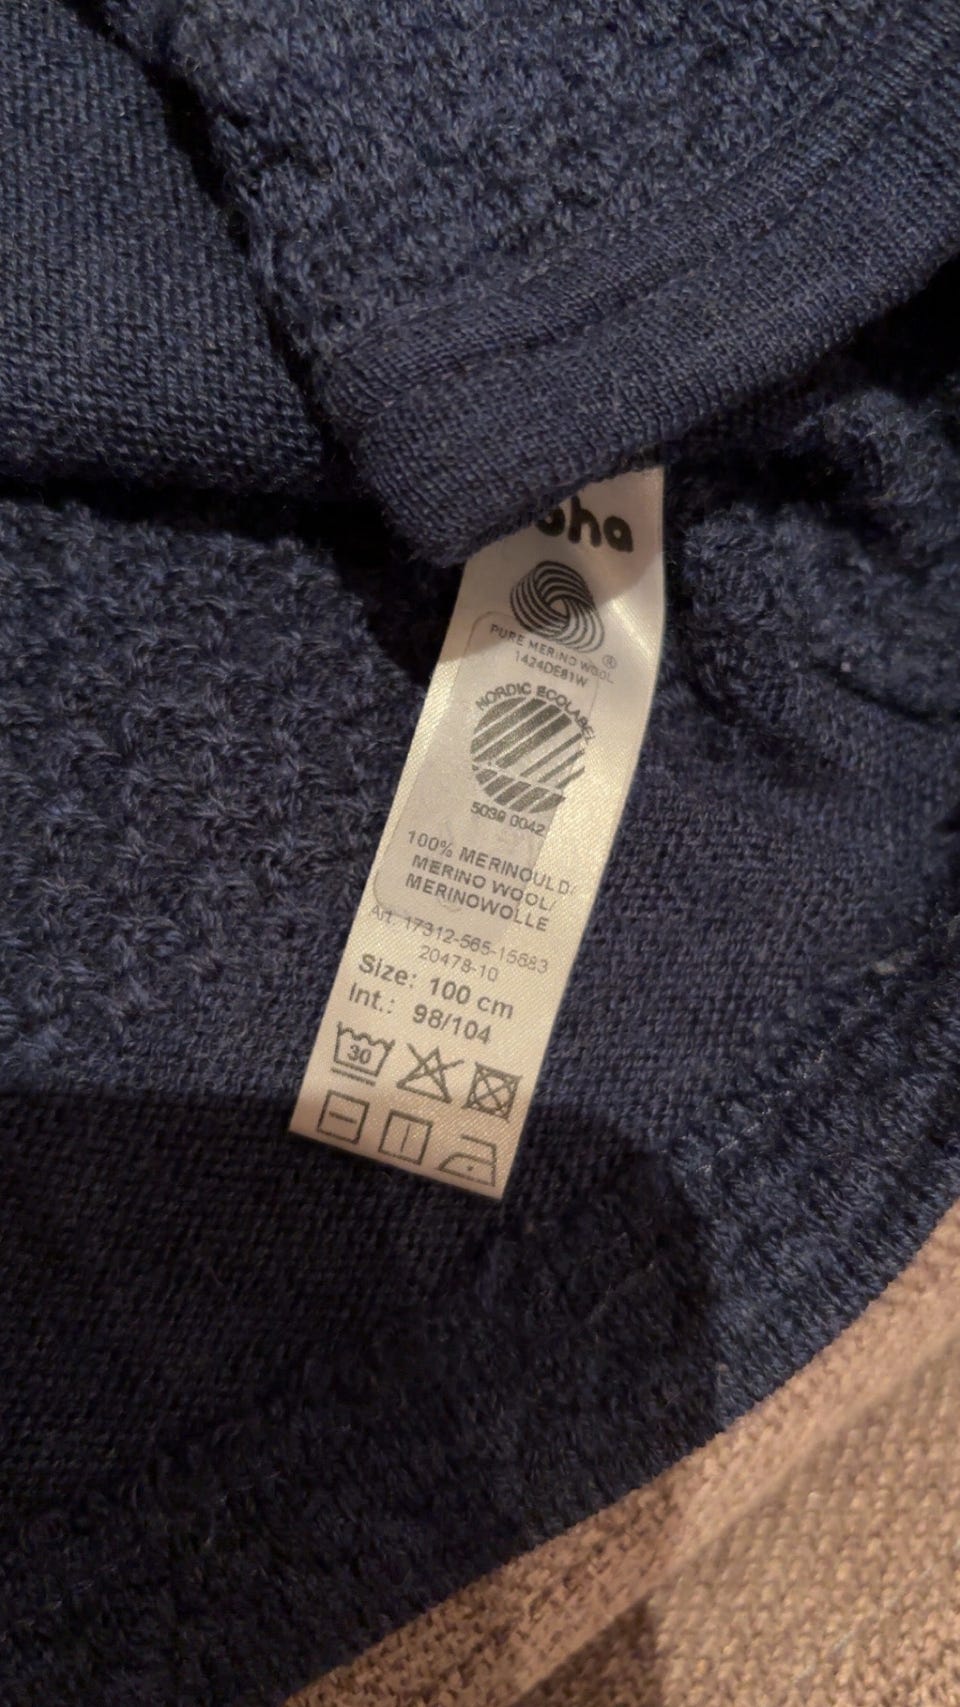 PURE MERINO WOOL
1424DE81W
NORDIC ECOLABEL
5039 0042
100% MERINOULD/
MERINO WOOL/
MERINOWOLLE
Art. 17312-565-15683
20478-10
Size: 100 cm
Int.: 98/104
30